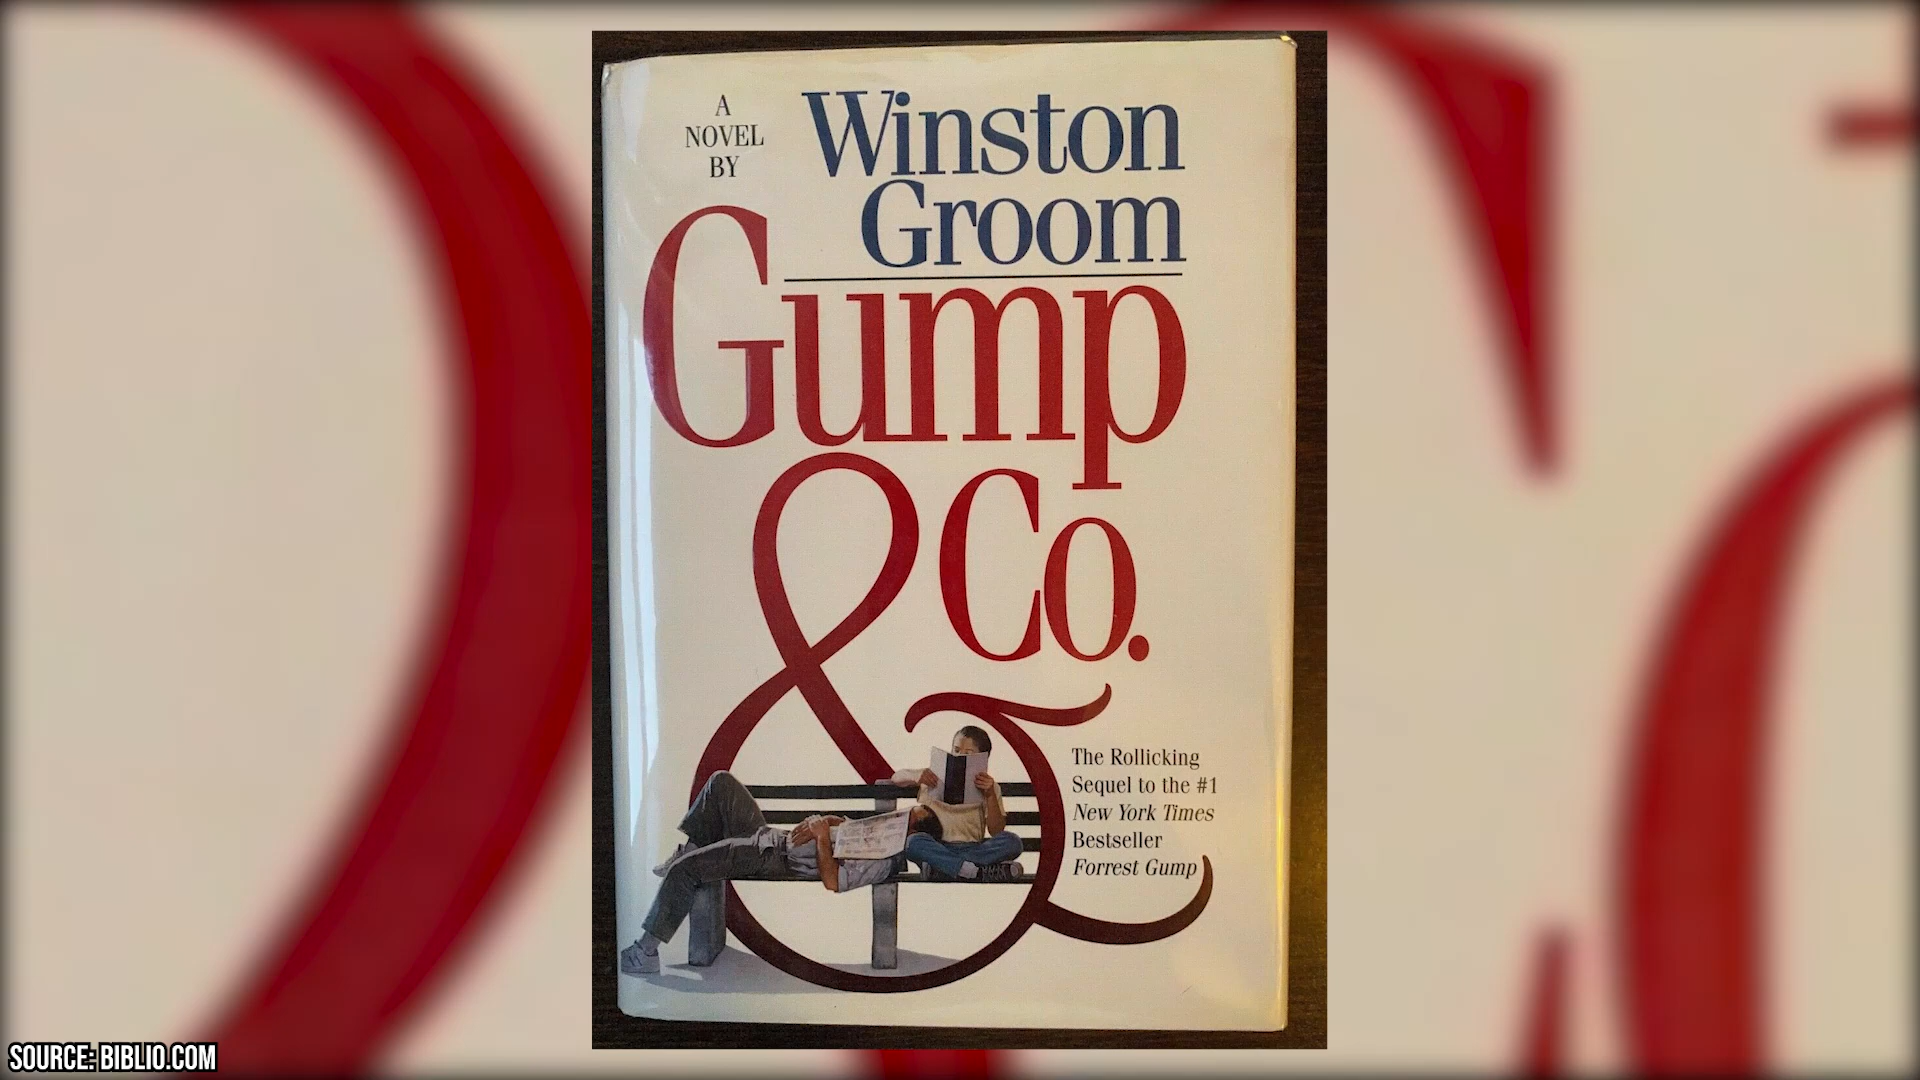 A
NOVEL
BY
Winston
Groom
Gump
& Co.
The Rollicking
Sequel to the #1
New York Times
Bestseller
Forrest Gump
SOURCE: BIBLIO.COM